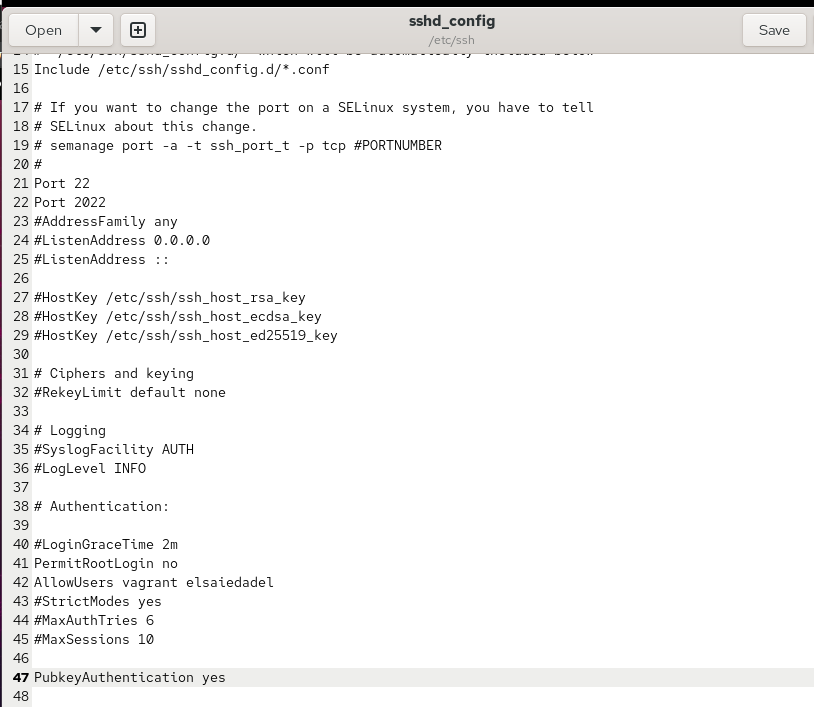 Open
sshd_config
/etc/ssh
Save
15 Include /etc/ssh/sshd_config.d/*.conf
16
17 # If you want to change the port on a SELinux system, you have to tell
18 # SELinux about this change.
19 # semanage port -a -t ssh_port_t -p tcp #PORTNUMBER
20 #
21 Port 22
22 Port 2022
23 #AddressFamily any
24 #ListenAddress 0.0.0.0
25 #ListenAddress ::
26
27 #HostKey /etc/ssh/ssh_host_rsa_key
28 #HostKey /etc/ssh/ssh_host_ecdsa_key
29 #HostKey /etc/ssh/ssh_host_ed25519_key
30
31 # Ciphers and keying
32 #RekeyLimit default none
33
34 # Logging
35 #SyslogFacility AUTH
36 #LogLevel INFO
37
38 # Authentication:
39
40 #LoginGraceTime 2m
41 PermitRootLogin no
42 AllowUsers vagrant elsaiedadel
43 #StrictModes yes
44 #MaxAuthTries 6
45 #MaxSessions 10
46
47 PubkeyAuthentication yes
48